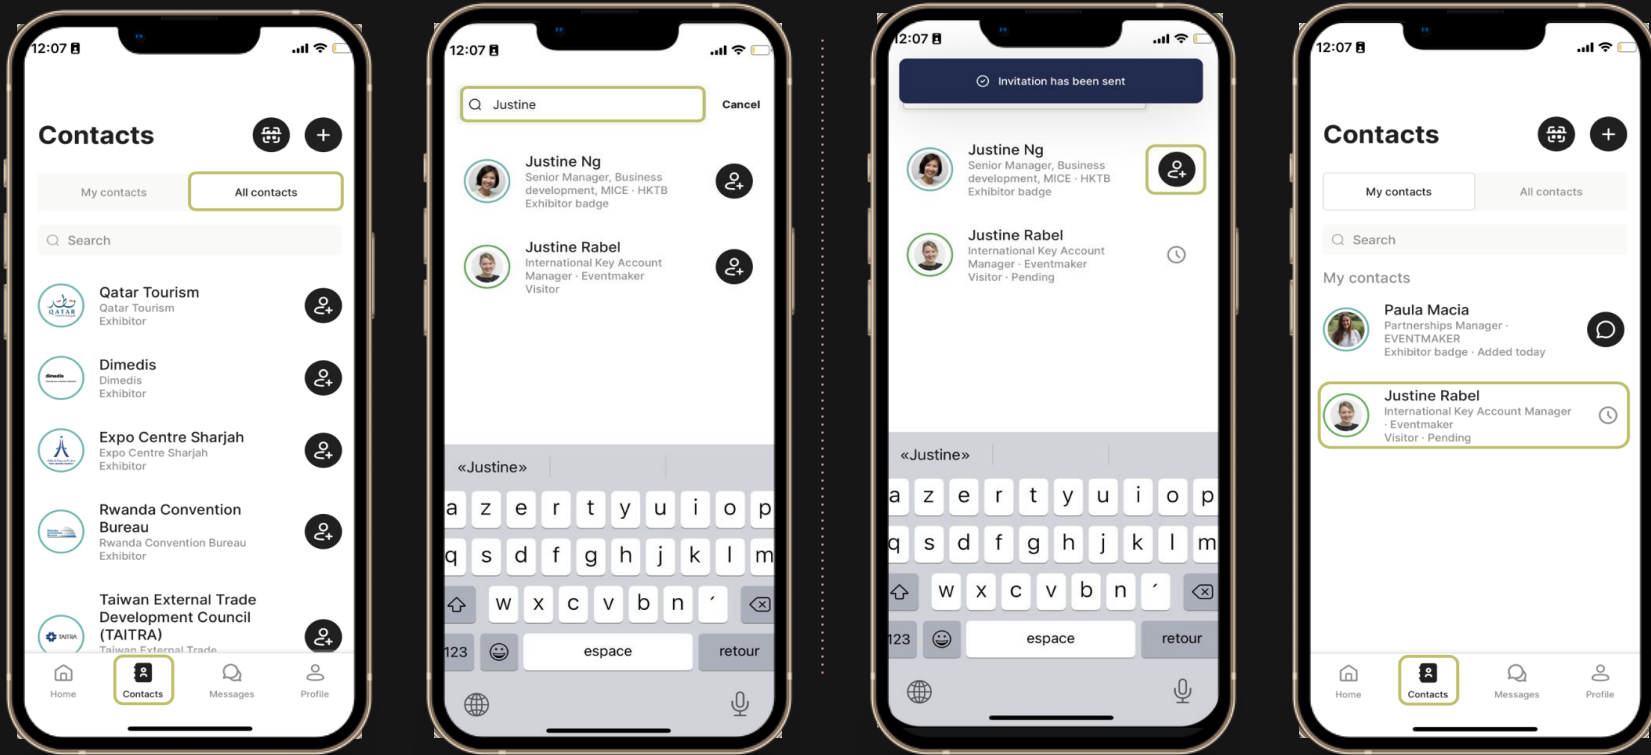 12:07
Contacts
My contacts
All contacts
Search
QATAR
Qatar Tourism
Qatar Tourism
Exhibitor
dimedis
Dimedis
Dimedis
Exhibitor
Expo Centre Sharjah
Expo Centre Sharjah
Exhibitor
Rwanda Convention
Bureau
Rwanda Convention Bureau
Exhibitor
TAITRA
Taiwan External Trade
Development Council
(TAITRA)
Taiwan External Trade
Home
Contacts
Messages
Profile
12:07
Justine
Cancel
Justine Ng
Senior Manager, Business
development, MICE · HKTB
Exhibitor badge
Justine Rabel
International Key Account
Manager · Eventmaker
Visitor
«Justine»
a z e r t y u i o p
q s d f g h j k l m
w x c v b n ´
123 espace retour
12:07
Invitation has been sent
Justine Ng
Senior Manager, Business
development, MICE · HKTB
Exhibitor badge
Justine Rabel
International Key Account
Manager · Eventmaker
Visitor · Pending
«Justine»
a z e r t y u i o p
q s d f g h j k l m
w x c v b n ´
123 espace retour
12:07
Contacts
My contacts
All contacts
Search
My contacts
Paula Macia
Partnerships Manager ·
EVENTMAKER
Exhibitor badge · Added today
Justine Rabel
International Key Account Manager
· Eventmaker
Visitor · Pending
Home
Contacts
Messages
Profile